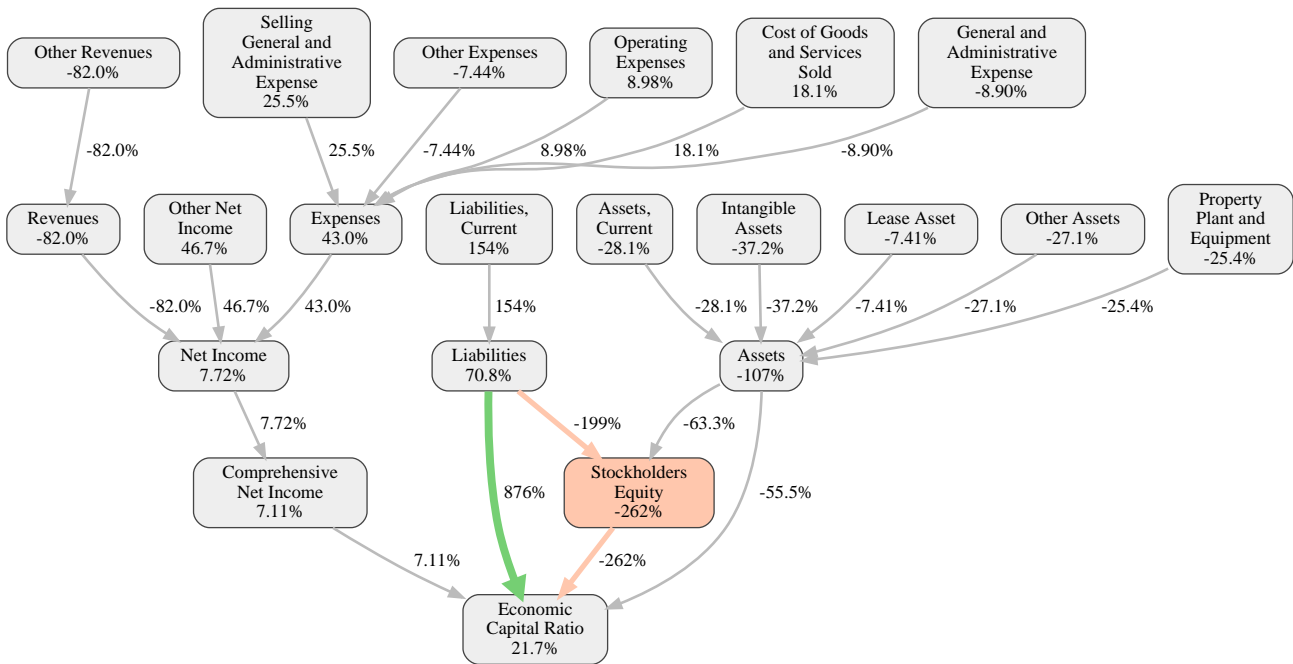 Other Revenues
-82.0%
Selling
General and
Administrative
Expense
25.5%
Other Expenses
-7.44%
Operating
Expenses
8.98%
Cost of Goods
and Services
Sold
18.1%
General and
Administrative
Expense
-8.90%
-82.0%
25.5%
-7.44%
8.98%
18.1%
-8.90%
Revenues
-82.0%
Other Net
Income
46.7%
Expenses
43.0%
Liabilities,
Current
154%
Assets,
Current
-28.1%
Intangible
Assets
-37.2%
Lease Asset
-7.41%
Other Assets
-27.1%
Property
Plant and
Equipment
-25.4%
-82.0%
46.7%
43.0%
154%
-28.1%
-37.2%
-7.41%
-27.1%
-25.4%
Net Income
7.72%
Liabilities
70.8%
Assets
-107%
7.72%
-199%
-63.3%
Comprehensive
Net Income
7.11%
876%
Stockholders
Equity
-262%
-55.5%
7.11%
-262%
Economic
Capital Ratio
21.7%